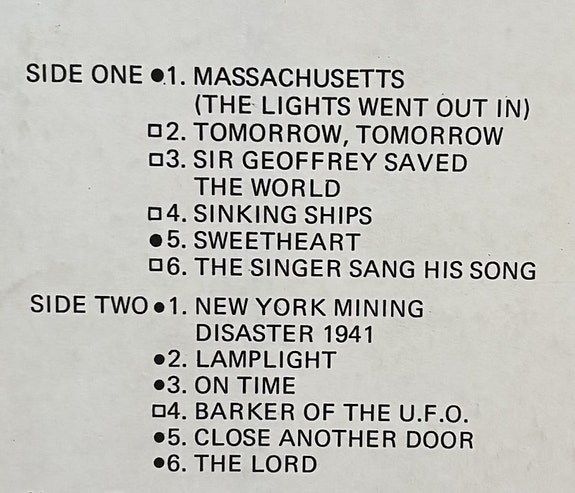 SIDE ONE ●1. MASSACHUSETTS
(THE LIGHTS WENT OUT IN)
□2. TOMORROW, TOMORROW
□3. SIR GEOFFREY SAVED
THE WORLD
□4. SINKING SHIPS
●5. SWEETHEART
□6. THE SINGER SANG HIS SONG
SIDE TWO ●1. NEW YORK MINING
DISASTER 1941
●2. LAMPLIGHT
●3. ON TIME
□4. BARKER OF THE U.F.O.
●5. CLOSE ANOTHER DOOR
●6. THE LORD